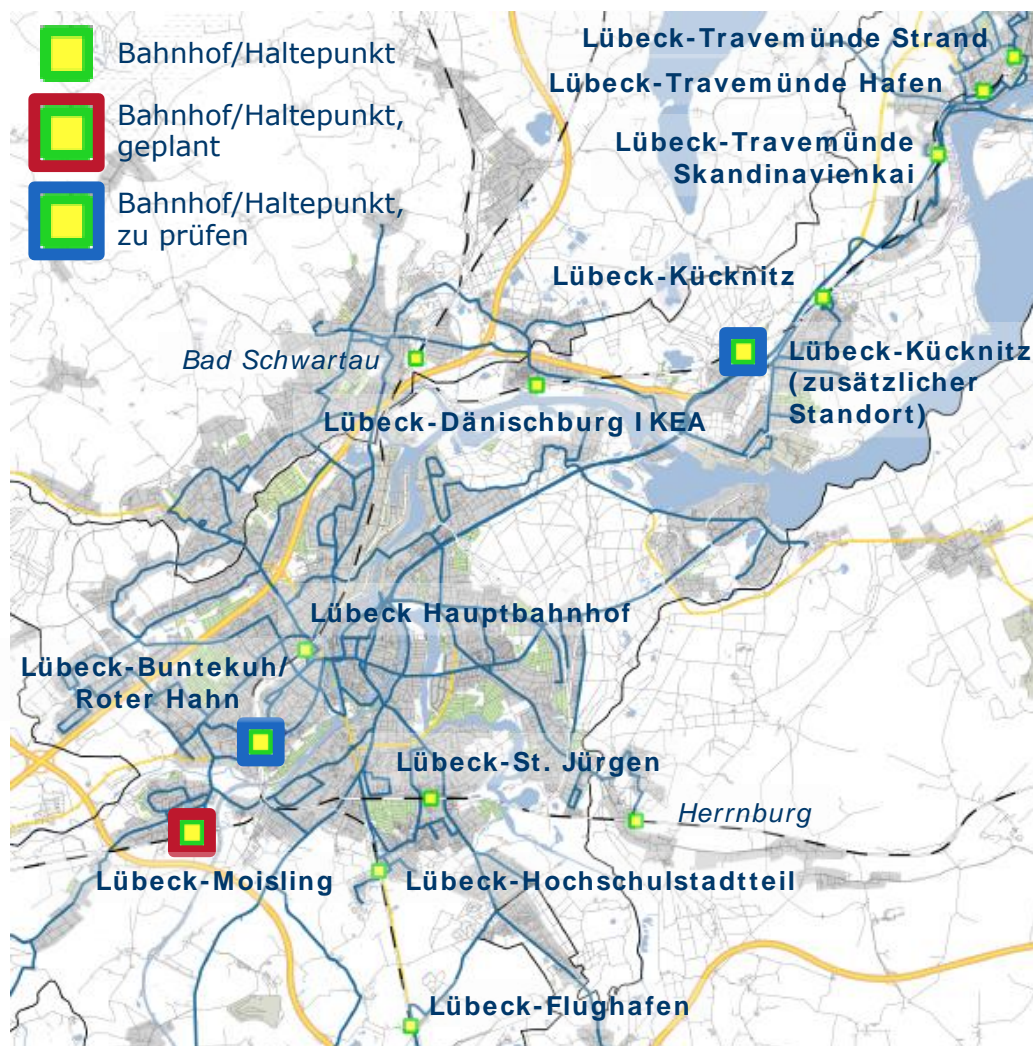 Bahnhof/Haltepunkt
Bahnhof/Haltepunkt,
geplant
Bahnhof/Haltepunkt,
zu prüfen
Lübeck-Travemünde Strand
Lübeck-Travemünde Hafen
Lübeck-Travemünde
Skandinavienkai
Lübeck-Kücknitz
Bad Schwartau
Lübeck-Kücknitz
(zusätzlicher
Standort)
Lübeck-Dänischburg IKEA
Lübeck Hauptbahnhof
Lübeck-Buntekuh/
Roter Hahn
Lübeck-St. Jürgen
Herrnburg
Lübeck-Moisling
Lübeck-Hochschulstadtteil
Lübeck-Flughafen